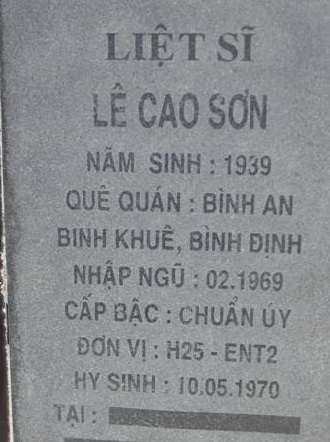 LIỆT SĨ
LÊ CAO SƠN
NĂM SINH : 1939
QUÊ QUÁN : BÌNH AN
BINH KHUÊ, BÌNH ĐỊNH
NHẬP NGŨ : 02.1969
CẤP BẬC : CHUẨN ÚY
ĐƠN VỊ : H25 - ENT2
HY SINH : 10.05.1970
TẠI :